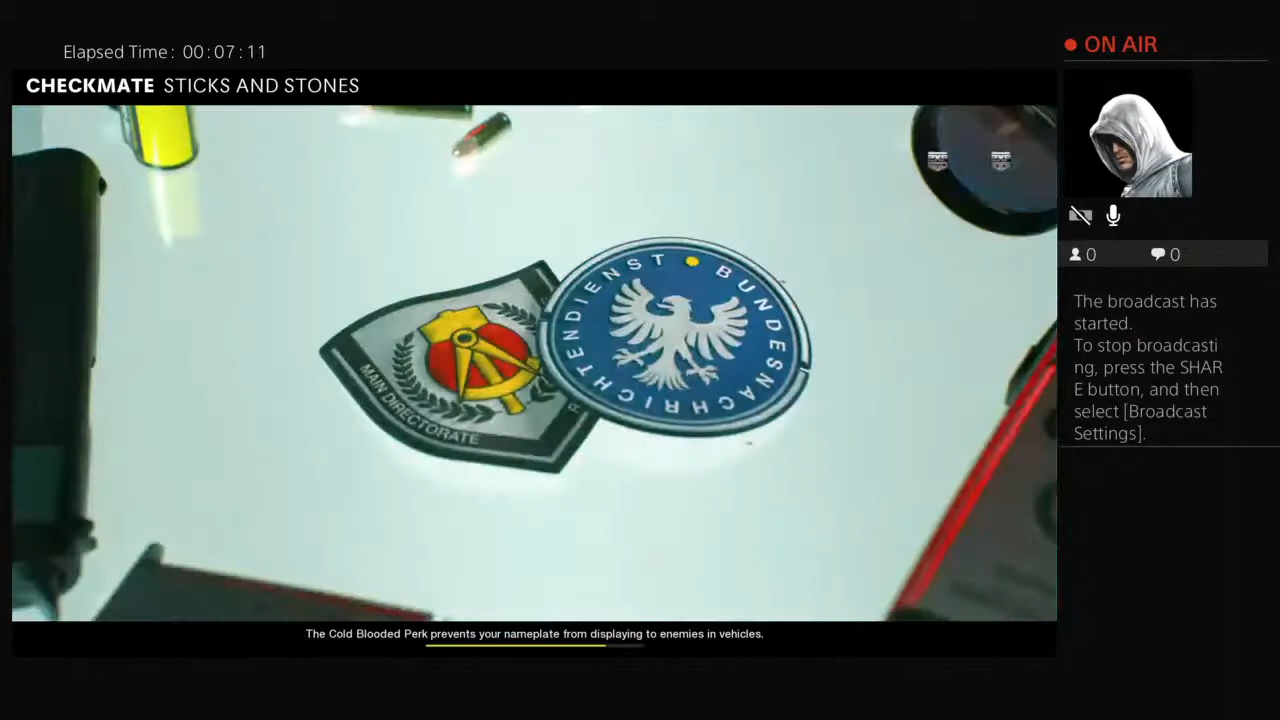 Elapsed Time: 00:07:11
ON AIR
CHECKMATE STICKS AND STONES
BUNDESNACHRICHTENDIENST
MAIN DIRECTORATE
0 0
The broadcast has
started.
To stop broadcasti
ng, press the SHAR
E button, and then
select [Broadcast
Settings].
The Cold Blooded Perk prevents your nameplate from displaying to enemies in vehicles.